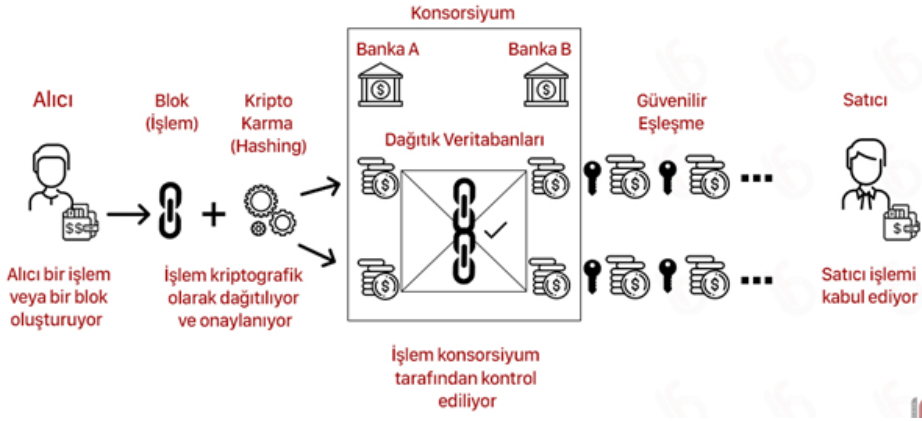 Konsorsiyum
Banka A
Banka B
Alıcı
Blok
(İşlem)
Kripto
Karma
(Hashing)
Güvenilir
Eşleşme
Satıcı
Dağıtık Veritabanları
Alıcı bir işlem
veya bir blok
oluşturuyor
İşlem kriptografik
olarak dağıtılıyor
ve onaylanıyor
Satıcı işlemi
kabul ediyor
İşlem konsorsiyum
tarafından kontrol
ediliyor